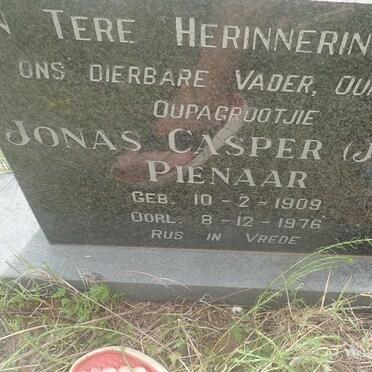 TERE HERINNERIN
ONS DIERBARE VADER, OU
OUPAGROOTJIE
JONAS CASPER (J
PIENAAR
GEB. 10-2-1909
OORL. 8-12-1976
RUS IN VREDE